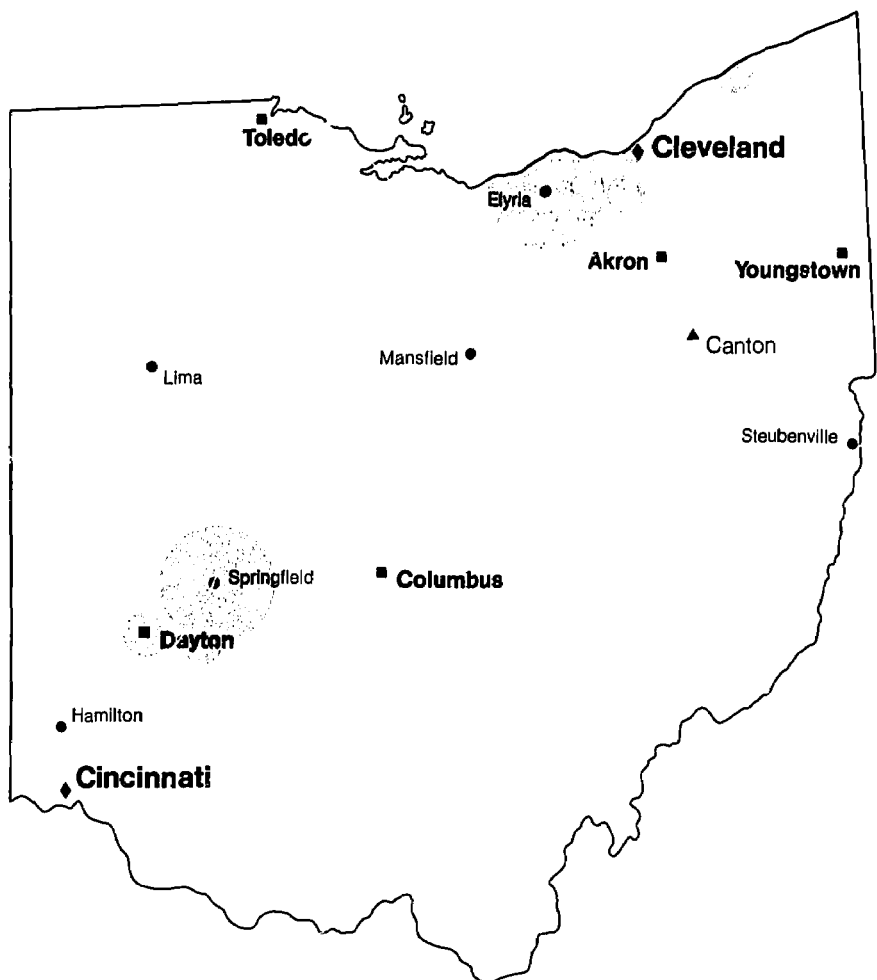 Toledo
Cleveland
Elyria
Akron
Youngstown
Mansfield
Canton
Lima
Steubenville
Springfield
Columbus
Dayton
Hamilton
Cincinnati